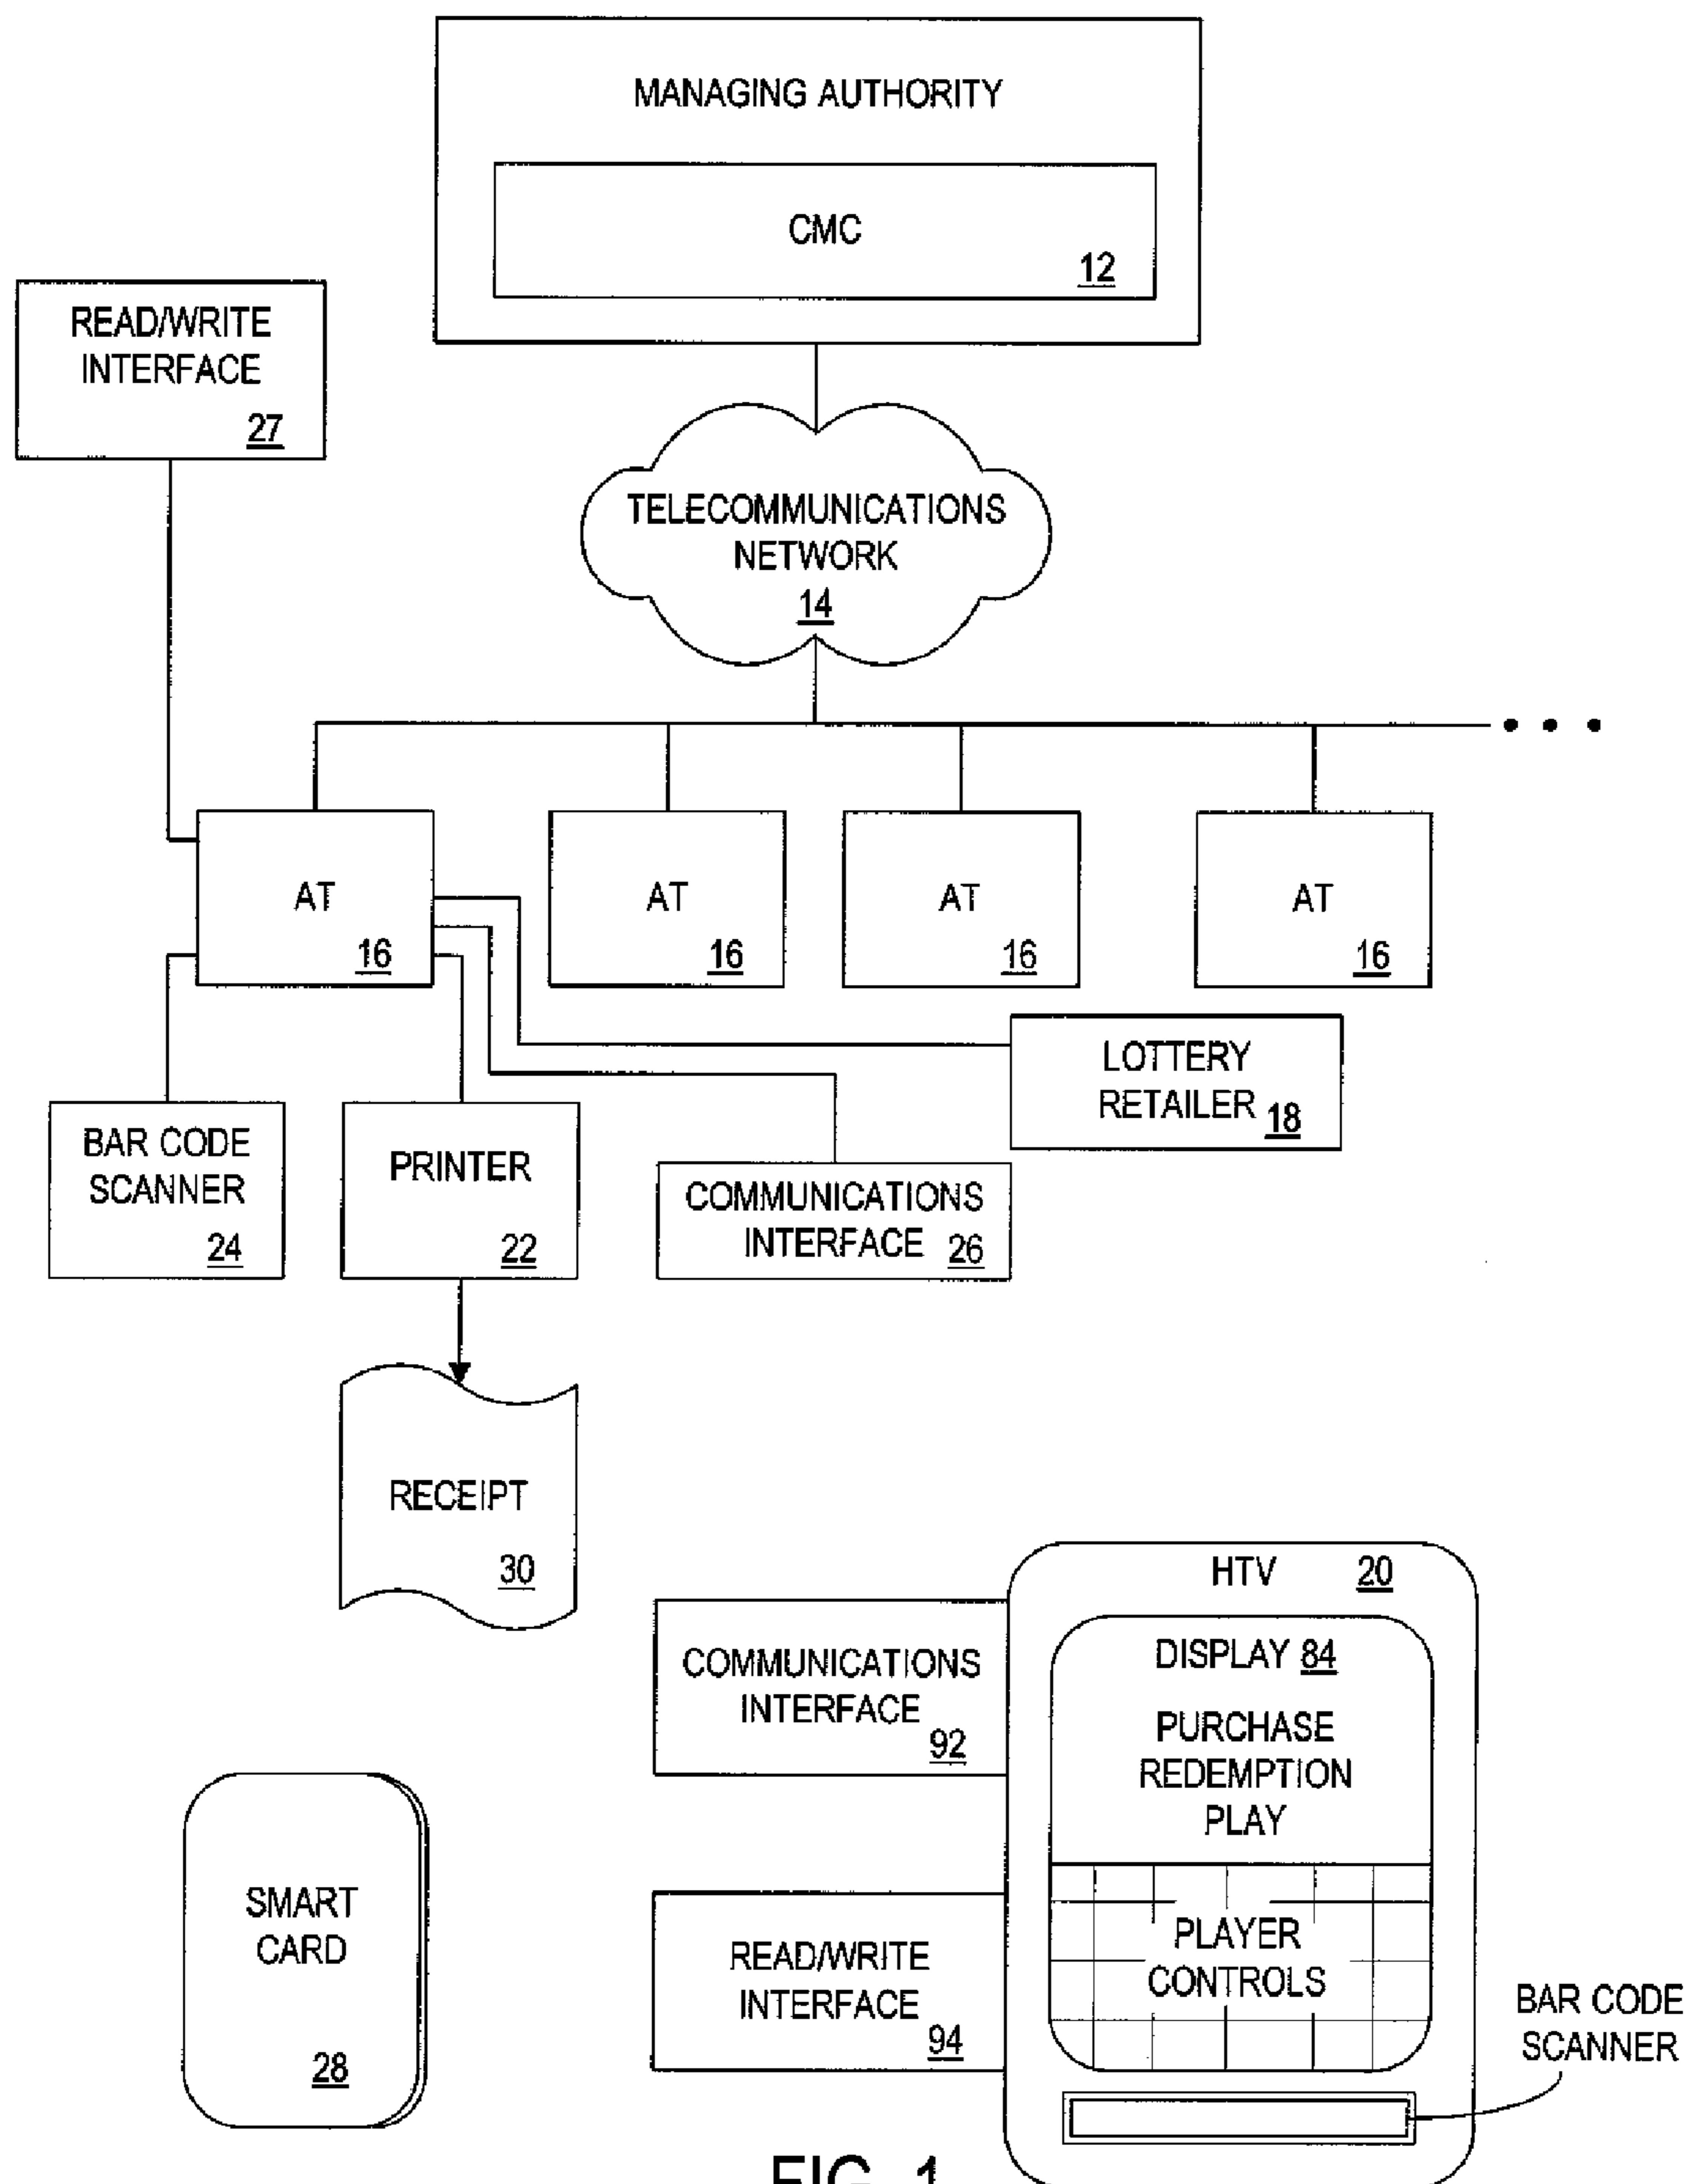 MANAGING AUTHORITY
CMC
12
READ/WRITE
INTERFACE
27
TELECOMMUNICATIONS
NETWORK
14
AT
16
AT
16
AT
16
AT
16
LOTTERY
RETAILER 18
BAR CODE
SCANNER
24
PRINTER
22
COMMUNICATIONS
INTERFACE 26
RECEIPT
30
HTV 20
DISPLAY 84
PURCHASE
REDEMPTION
PLAY
COMMUNICATIONS
INTERFACE
92
SMART
CARD
28
READ/WRITE
INTERFACE
94
PLAYER
CONTROLS
BAR CODE
SCANNER
FIG. 1